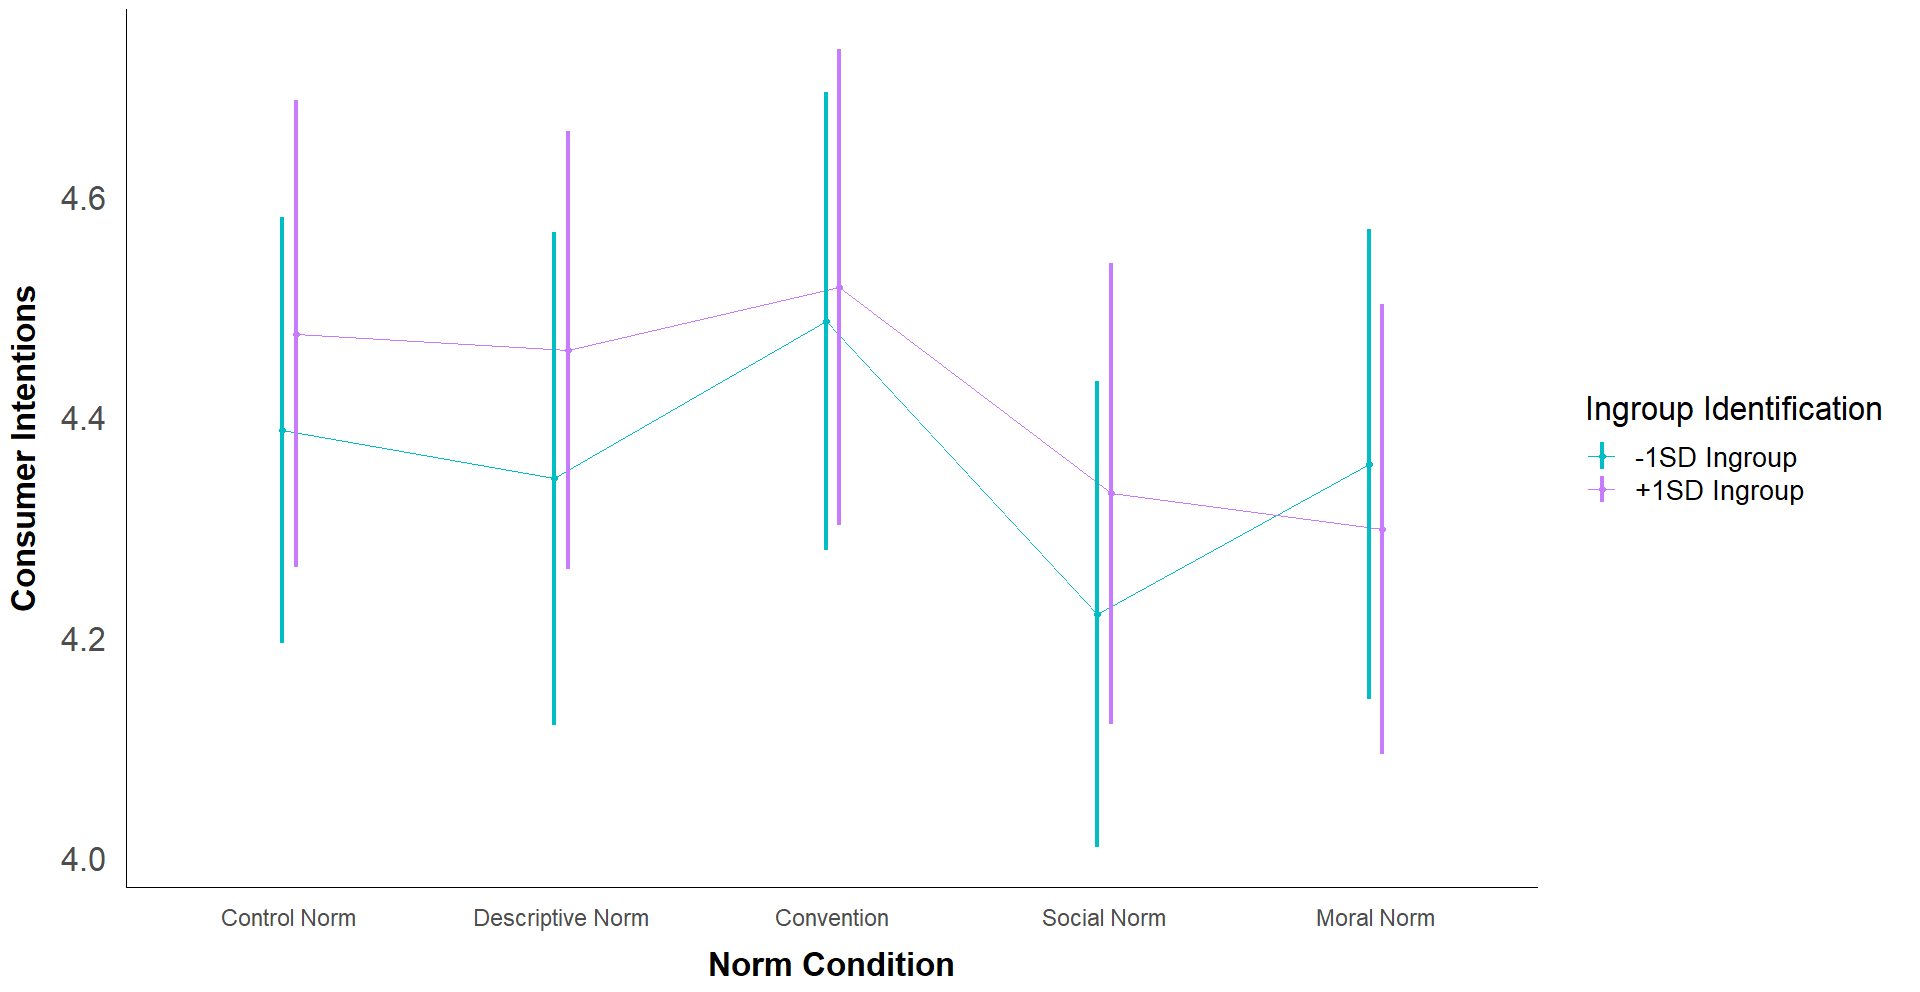 Consumer Intentions
4.6
4.4
4.2
4.0
Control Norm
Descriptive Norm
Convention
Social Norm
Moral Norm
Norm Condition
Ingroup Identification
-1SD Ingroup
+1SD Ingroup